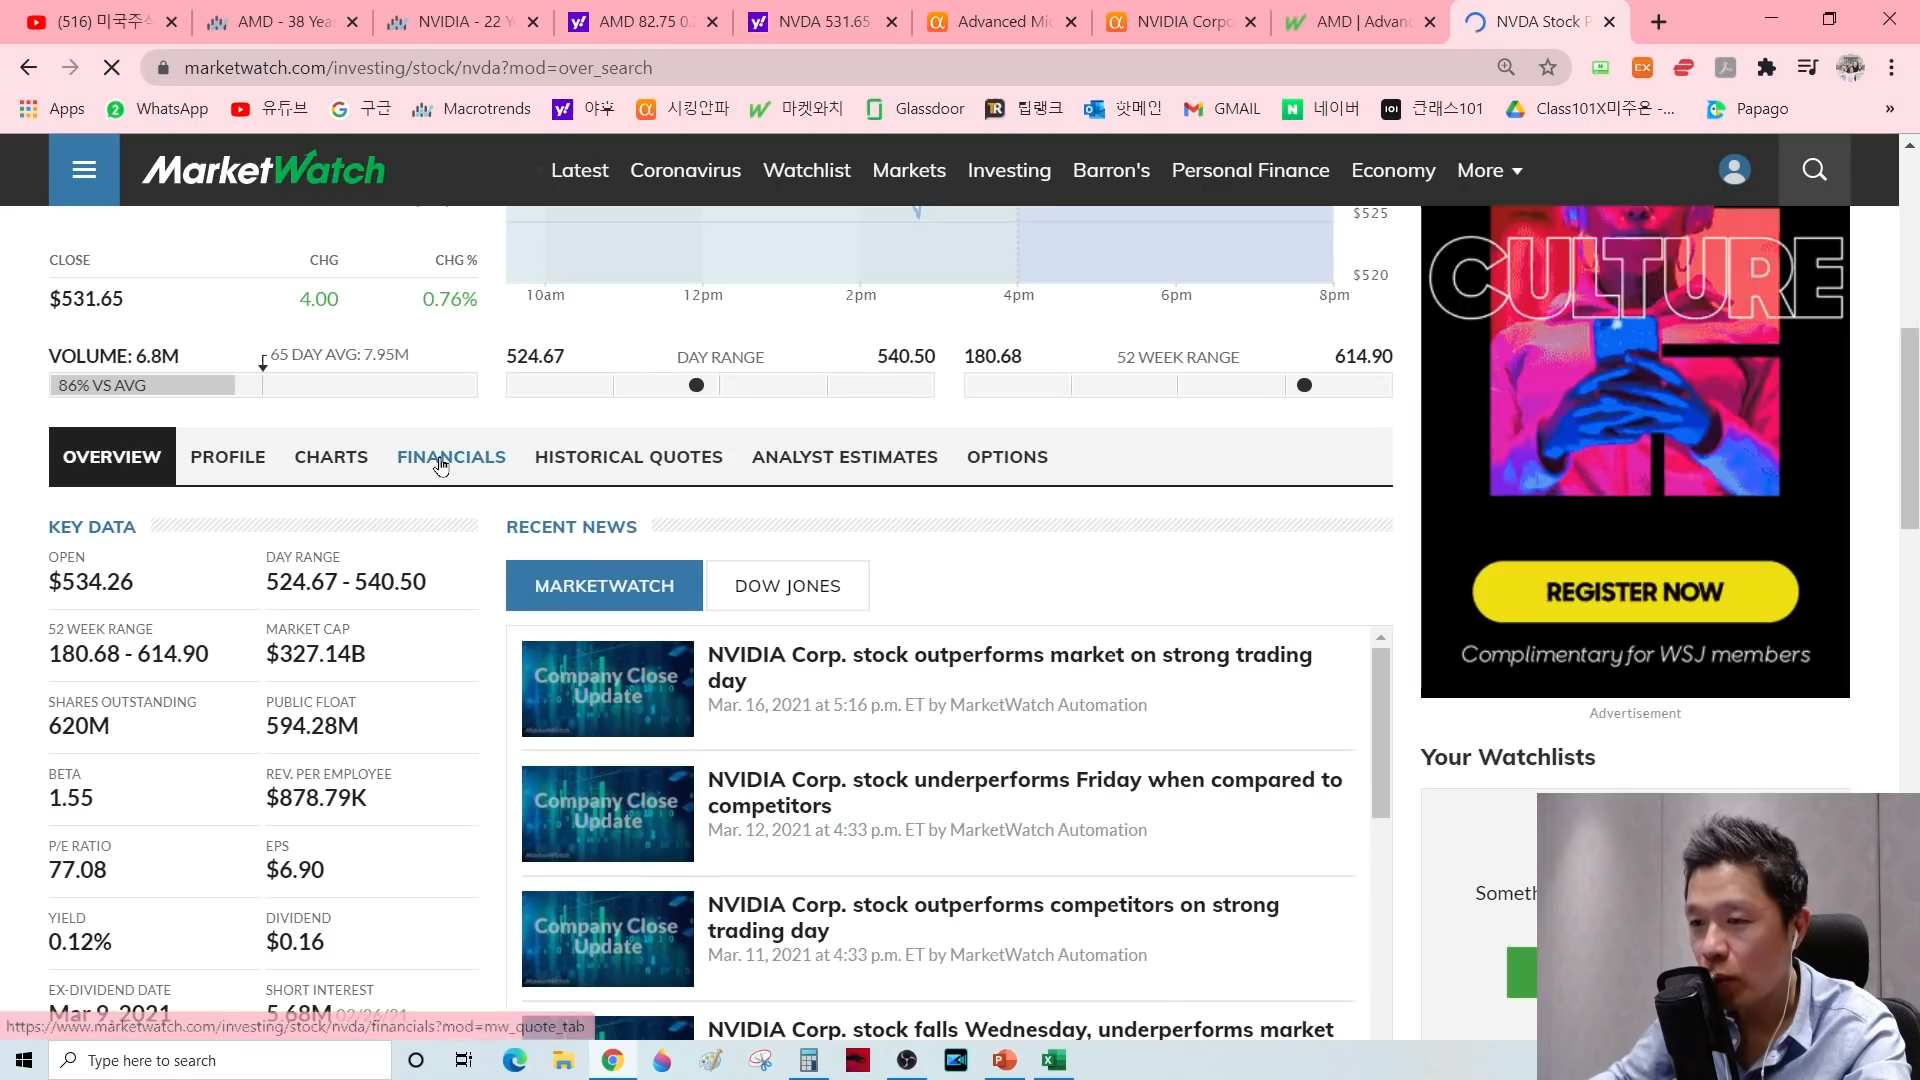 (516) 미국주식
AMD - 38 Yea
NVIDIA - 22 Y
AMD 82.75 0.
NVDA 531.65
Advanced Mic
NVIDIA Corpo
AMD | Advan
NVDA Stock P
marketwatch.com/investing/stock/nvda?mod=over_search
Apps
WhatsApp
유튜브
구글
Macrotrends
야후
시킹알파
마켓와치
Glassdoor
팁랭크
핫메일
GMAIL
네이버
클래스101
Class101X미주은 -...
Papago
»
MarketWatch
Latest
Coronavirus
Watchlist
Markets
Investing
Barron's
Personal Finance
Economy
More
CLOSE CHG CHG %
$531.65 4.00 0.76%
$525
$520
10am 12pm 2pm 4pm 6pm 8pm
VOLUME: 6.8M 65 DAY AVG: 7.95M
86% VS AVG
524.67 DAY RANGE 540.50
180.68 52 WEEK RANGE 614.90
OVERVIEW PROFILE CHARTS FINANCIALS HISTORICAL QUOTES ANALYST ESTIMATES OPTIONS
KEY DATA
OPEN DAY RANGE
$534.26 524.67 - 540.50
52 WEEK RANGE MARKET CAP
180.68 - 614.90 $327.14B
SHARES OUTSTANDING PUBLIC FLOAT
620M 594.28M
BETA REV. PER EMPLOYEE
1.55 $878.79K
P/E RATIO EPS
77.08 $6.90
YIELD DIVIDEND
0.12% $0.16
EX-DIVIDEND DATE SHORT INTEREST
Mar 9, 2021 5.68M 02/26/21
RECENT NEWS
MARKETWATCH DOW JONES
Company Close
Update
NVIDIA Corp. stock outperforms market on strong trading
day
Mar. 16, 2021 at 5:16 p.m. ET by MarketWatch Automation
Company Close
Update
NVIDIA Corp. stock underperforms Friday when compared to
competitors
Mar. 12, 2021 at 4:33 p.m. ET by MarketWatch Automation
Company Close
Update
NVIDIA Corp. stock outperforms competitors on strong
trading day
Mar. 11, 2021 at 4:33 p.m. ET by MarketWatch Automation
NVIDIA Corp. stock falls Wednesday, underperforms market
CULTURE
REGISTER NOW
Complimentary for WSJ members
Advertisement
Your Watchlists
Someth
https://www.marketwatch.com/investing/stock/nvda/financials?mod=mw_quote_tab
Type here to search